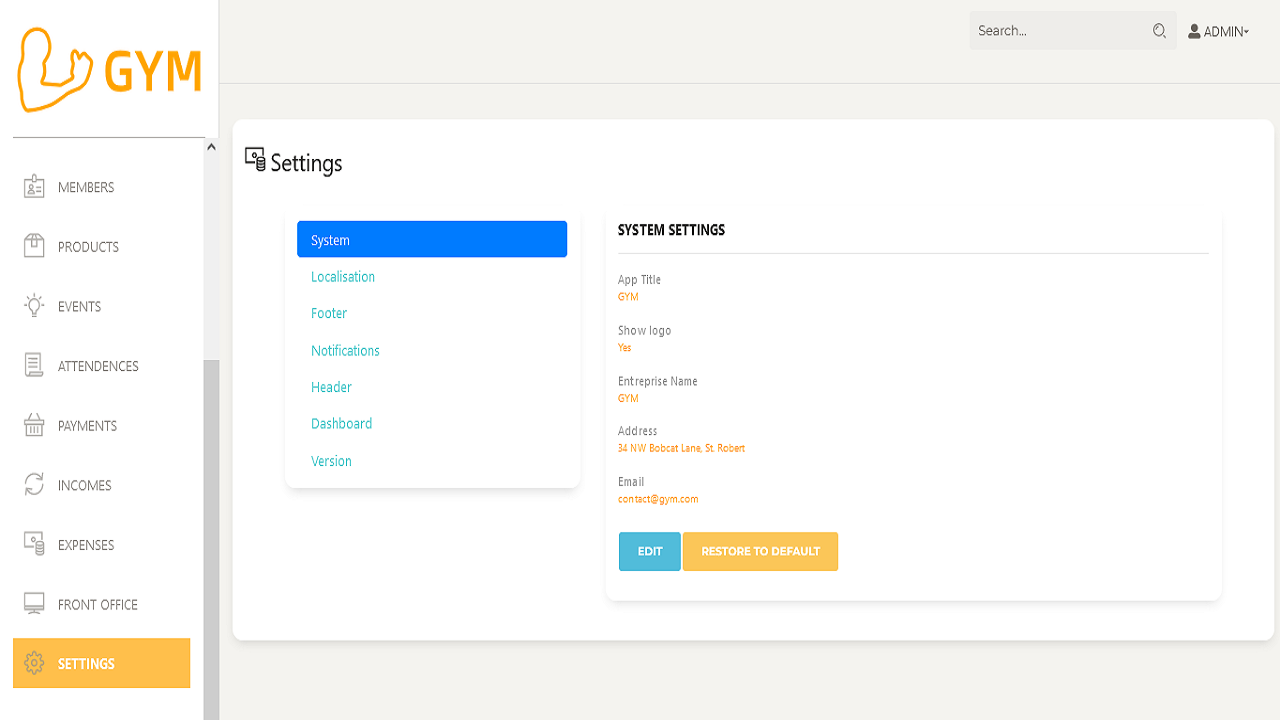 GYM
Search...
ADMIN
MEMBERS
PRODUCTS
EVENTS
ATTENDENCES
PAYMENTS
INCOMES
EXPENSES
FRONT OFFICE
SETTINGS
Settings
System
Localisation
Footer
Notifications
Header
Dashboard
Version
SYSTEM SETTINGS
App Title
GYM
Show logo
Yes
Entreprise Name
GYM
Address
34 NW Bobcat Lane, St. Robert
Email
contact@gym.com
EDIT
RESTORE TO DEFAULT